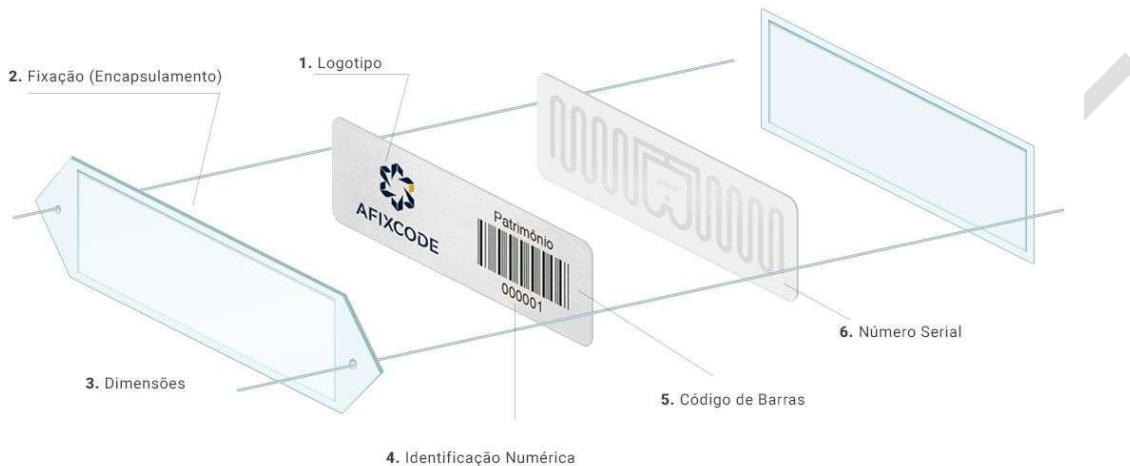 1. Logotipo
2. Fixação (Encapsulamento)
AFIXCODE
Patrimônio
000001
6. Número Serial
3. Dimensões
5. Código de Barras
4. Identificação Numérica